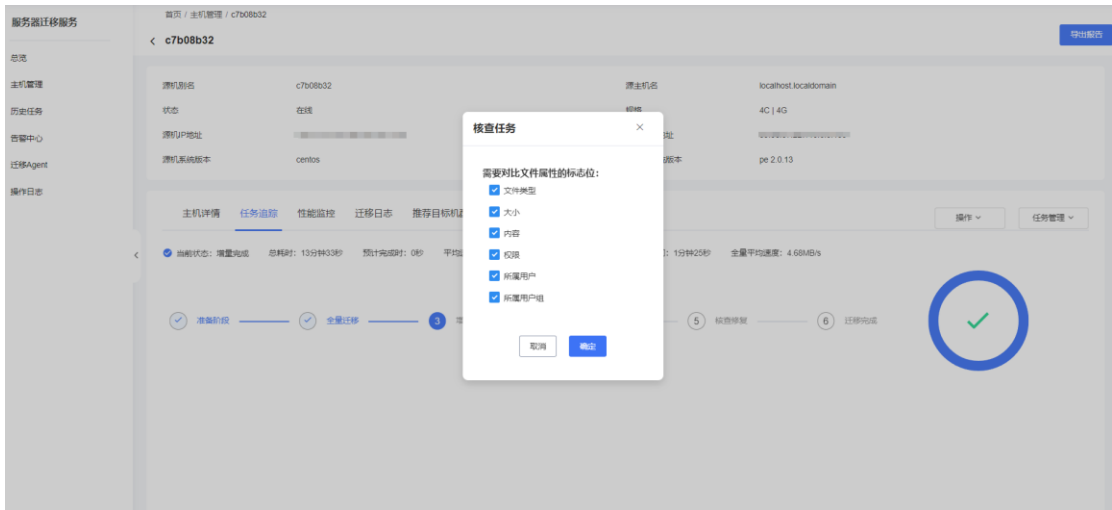 服务器迁移服务
总览
主机管理
历史任务
告警中心
迁移Agent
操作日志
首页 / 主机管理 / c7b08b32
c7b08b32
导出报告
源机别名 c7b08b32 源主机名 localhost.localdomain
状态 在线 规格 4C | 4G
源机IP地址
源机系统版本 centos pe 2.0.13
主机详情 任务追踪 性能监控 迁移日志 推荐目标机
操作 任务管理
当前状态: 增量完成 总耗时: 13分钟33秒 预计完成时: 0秒 1分钟25秒 全量平均速度: 4.68MB/s
准备阶段 全量迁移 3 5 核查修复 6 迁移完成
核查任务
需要对比文件属性的标志位:
文件类型
大小
内容
权限
所属用户
所属用户组
取消 确定